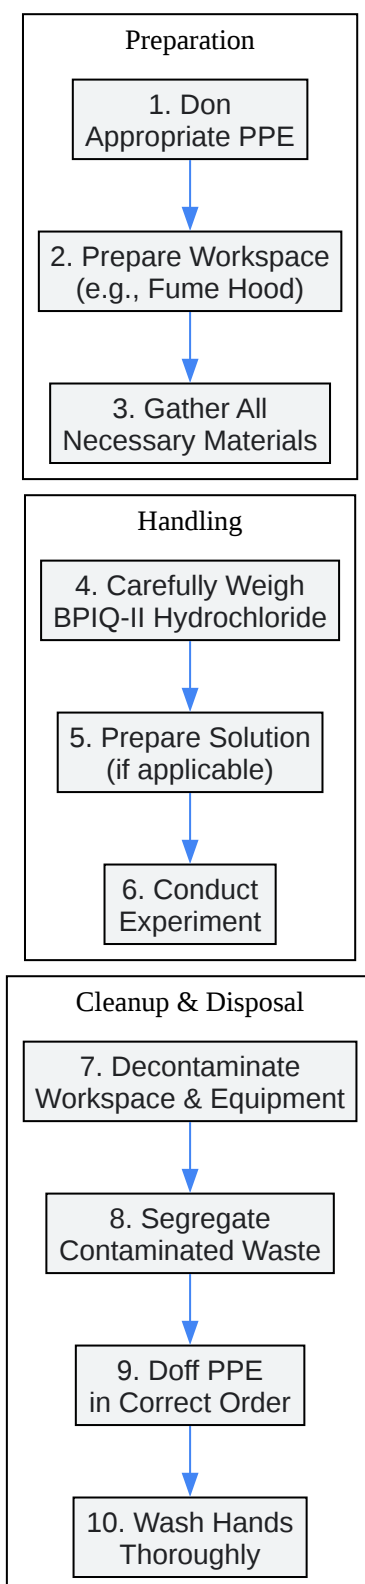 Preparation
1. Don
Appropriate PPE
2. Prepare Workspace
(e.g., Fume Hood)
3. Gather All
Necessary Materials
Handling
4. Carefully Weigh
BPIQ-II Hydrochloride
5. Prepare Solution
(if applicable)
6. Conduct
Experiment
Cleanup & Disposal
7. Decontaminate
Workspace & Equipment
8. Segregate
Contaminated Waste
9. Doff PPE
in Correct Order
10. Wash Hands
Thoroughly